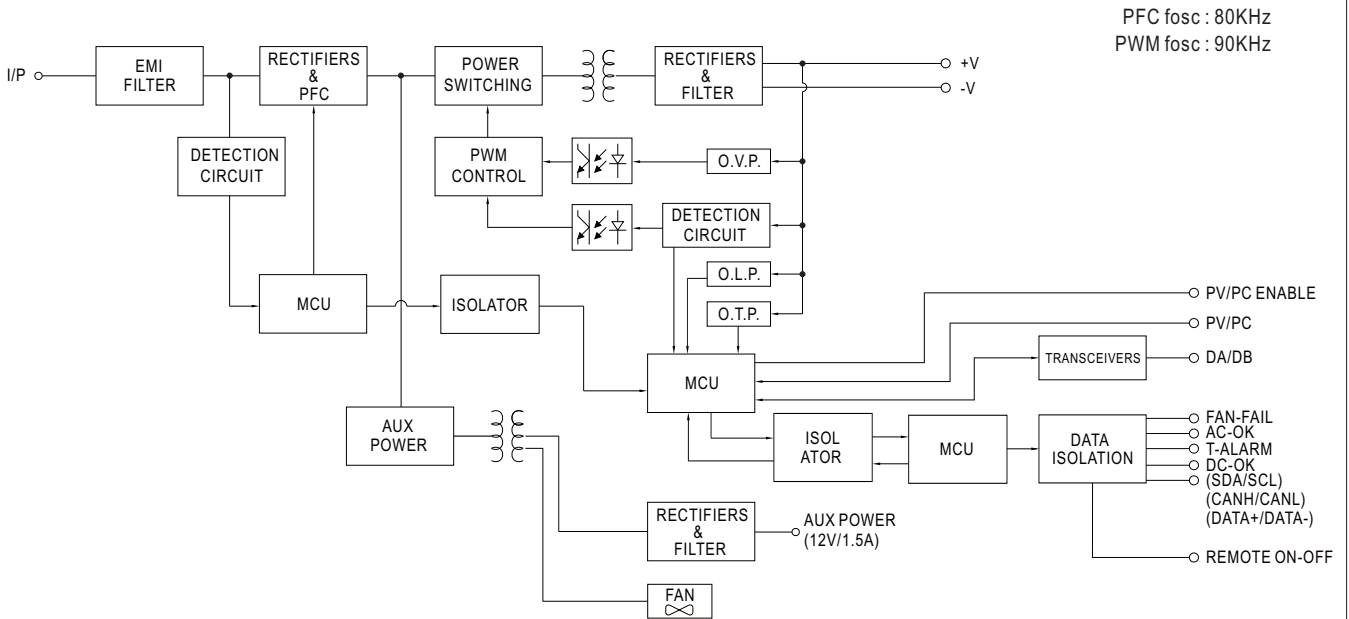 PFC fosc : 80KHz
PWM fosc : 90KHz
I/P
EMI
FILTER
RECTIFIERS
&
PFC
POWER
SWITCHING
RECTIFIERS
&
FILTER
+V
-V
DETECTION
CIRCUIT
PWM
CONTROL
O.V.P.
DETECTION
CIRCUIT
O.L.P.
O.T.P.
MCU
ISOLATOR
MCU
PV/PC ENABLE
PV/PC
TRANSCEIVERS
DA/DB
AUX
POWER
ISOL
ATOR
MCU
DATA
ISOLATION
FAN-FAIL
AC-OK
T-ALARM
DC-OK
(SDA/SCL)
(CANH/CANL)
(DATA+/DATA-)
RECTIFIERS
&
FILTER
AUX POWER
(12V/1.5A)
REMOTE ON-OFF
FAN